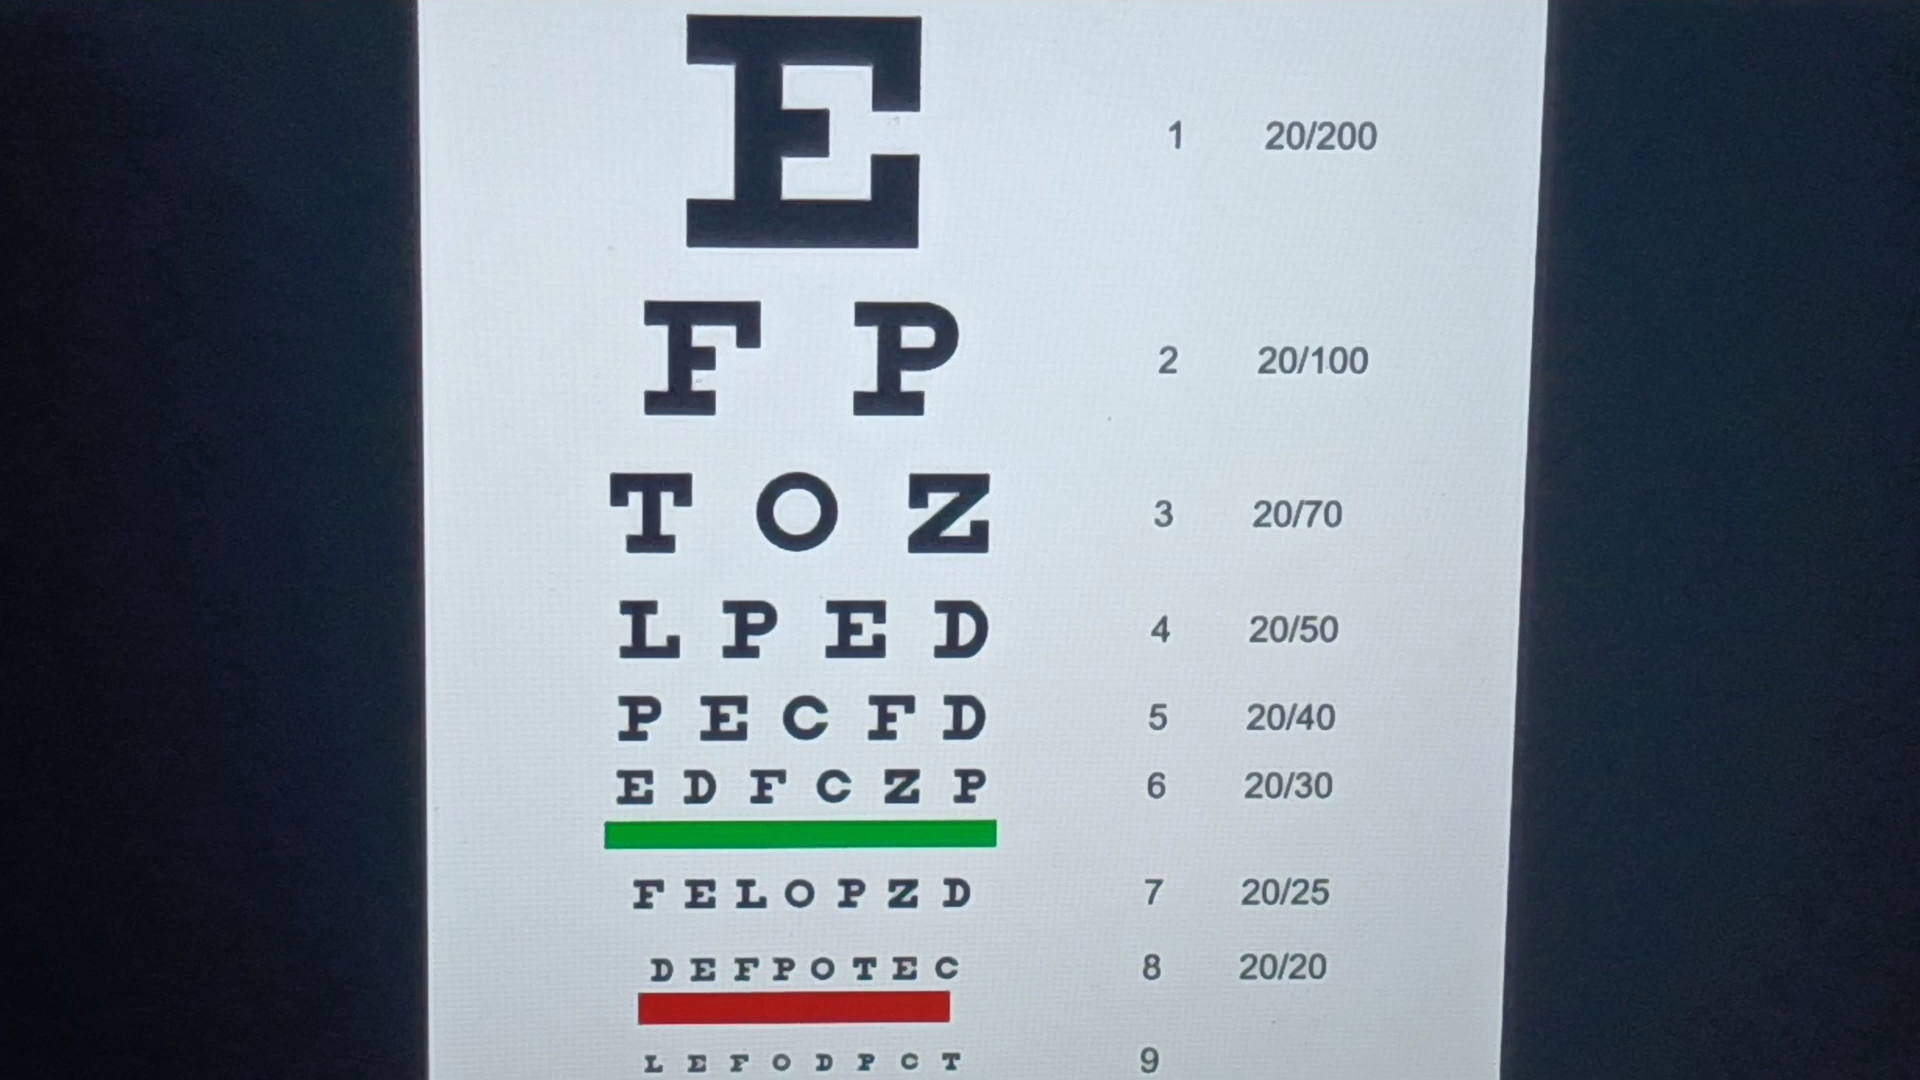 E 1 20/200
F P 2 20/100
T O Z 3 20/70
L P E D 4 20/50
P E C F D 5 20/40
E D F C Z P 6 20/30
F E L O P Z D 7 20/25
D E F P O T E C 8 20/20
L E F O D P C T 9